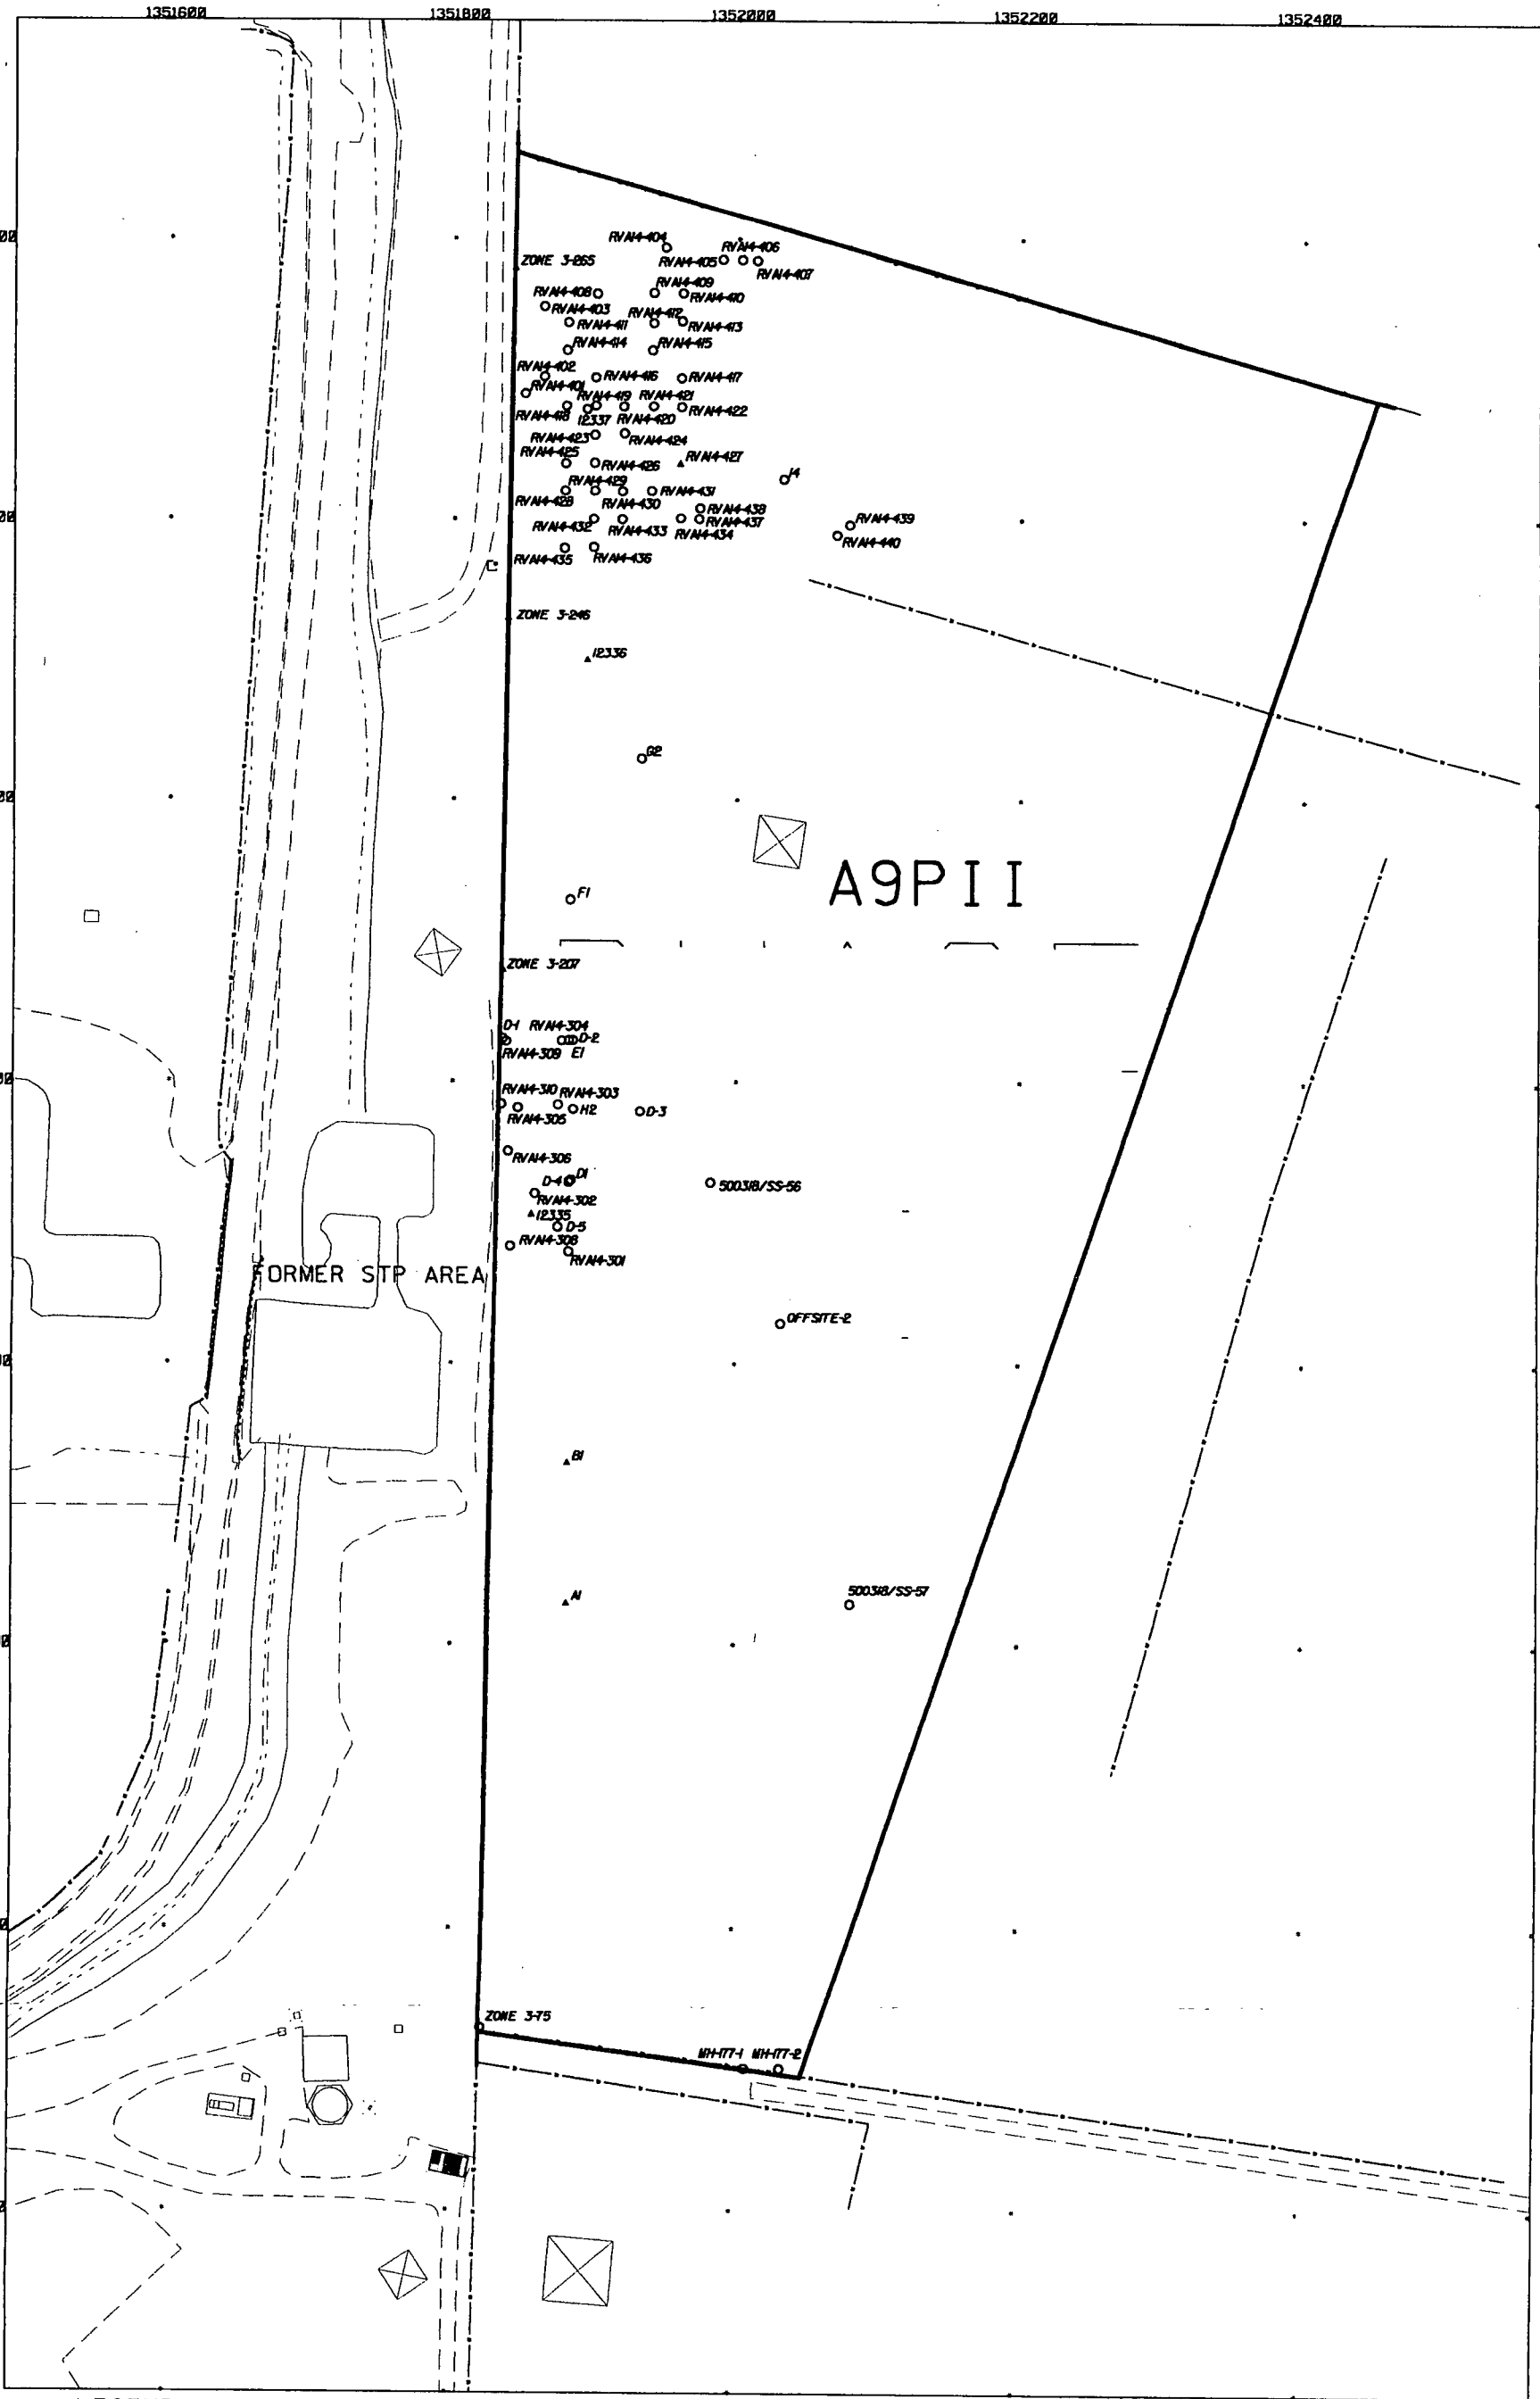 1351600 1351800 1352000 1352200 1352400
RVA14-404 RVA14-406
ZONE 3-265 RVA14-405 RVA14-407
RVA14-408 RVA14-409 RVA14-410
RVA14-403 RVA14-412
RVA14-411 RVA14-413
RVA14-414 RVA14-415
RVA14-402 RVA14-416 RVA14-417
RVA14-401 RVA14-419 RVA14-421
RVA14-418 12337 RVA14-420 RVA14-422
RVA14-423 RVA14-424
RVA14-425 RVA14-426 RVA14-427
RVA14-429 RVA14-431 14
RVA14-428 RVA14-430 RVA14-438
RVA14-432 RVA14-433 RVA14-434 RVA14-437 RVA14-439
RVA14-440
RVA14-435 RVA14-436
ZONE 3-246
12336
G2
A9PII
F1
ZONE 3-207
D-1 RVA14-304 D-2
RVA14-309 E1
RVA14-310 RVA14-303
RVA14-305 H2 D-3
RVA14-306
D-4 D1 500318/SS-56
RVA14-302
12335
D-5
RVA14-308
RVA14-301
ORMER STP AREA
OFFSITE-2
B1
A1 500318/SS-57
ZONE 3-75
MH-177-1 MH-177-2